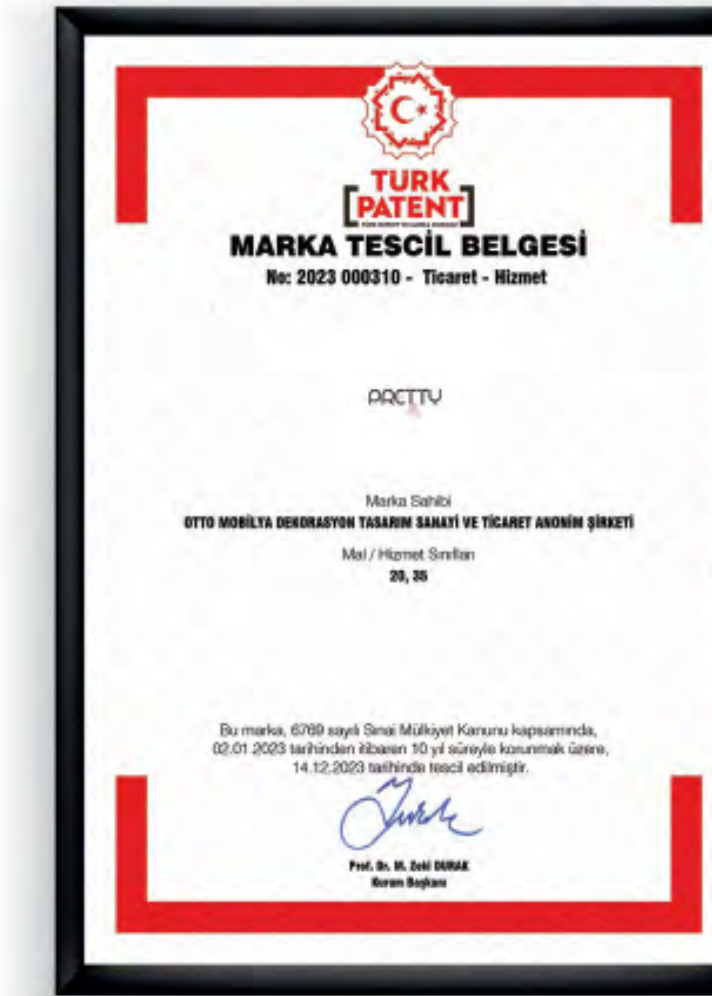 TURK
PATENT
MARKA TESCİL BELGESİ
No: 2023 000310 - Ticaret - Hizmet
Marka Sahibi
OTTO MOBİLYA DEKORASYON TASARIM SANAYİ VE TİCARET ANONİM ŞİRKETİ
Mal / Hizmet Sınıfları
20, 35
Bu marka, 6769 sayılı Sınai Mülkiyet Kanunu kapsamında,
02.01.2023 tarihinden itibaren 10 yıl süreyle korunmak üzere,
14.12.2023 tarihinde tescil edilmiştir.
Prof. Dr. M. Zeki DURAK
Kurum Başkanı